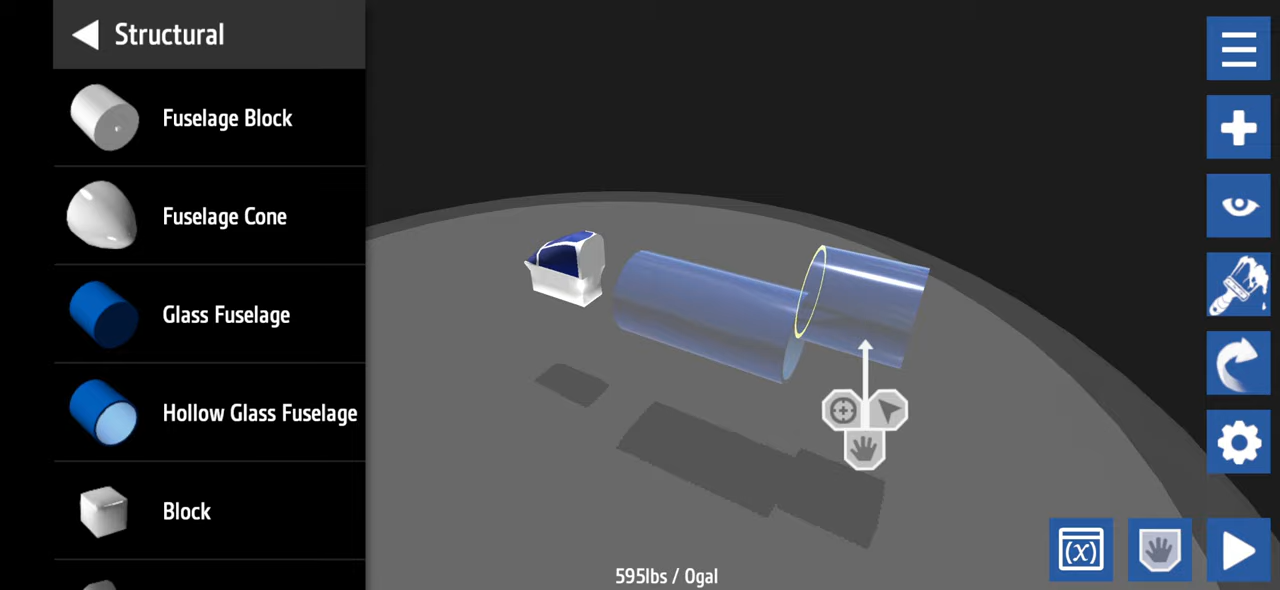 Structural
Fuselage Block
Fuselage Cone
Glass Fuselage
Hollow Glass Fuselage
Block
(x)
595lbs / 0gal